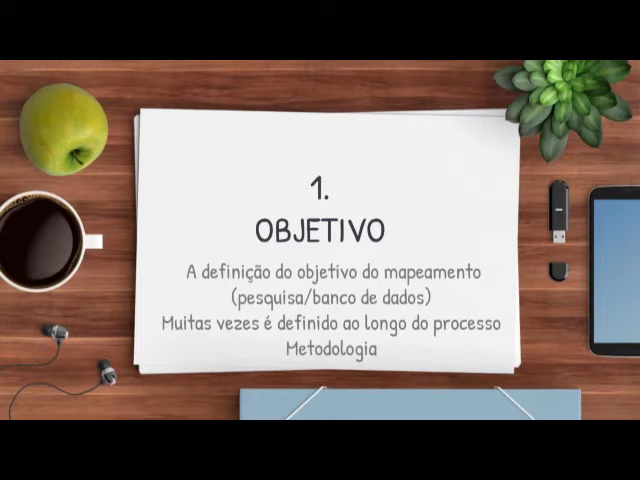 1.
OBJETIVO
A definição do objetivo do mapeamento
(pesquisa/banco de dados)
Muitas vezes é definido ao longo do processo
Metodologia